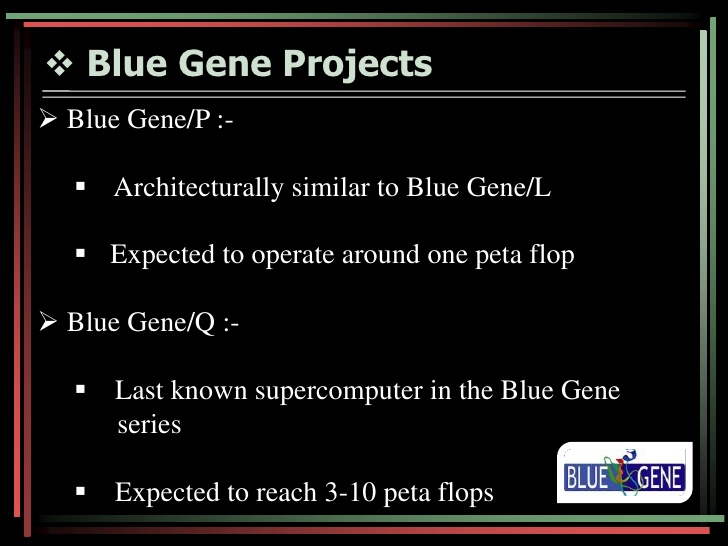 ❖ Blue Gene Projects
➢ Blue Gene/P :-
▪ Architecturally similar to Blue Gene/L
▪ Expected to operate around one peta flop
➢ Blue Gene/Q :-
▪ Last known supercomputer in the Blue Gene
series
▪ Expected to reach 3-10 peta flops
BLUE GENE